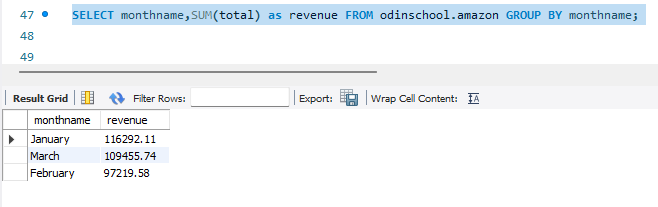 47 SELECT monthname,SUM(total) as revenue FROM odinschool.amazon GROUP BY monthname;
48
49
Result Grid Filter Rows: Export: Wrap Cell Content: IA
monthname revenue
January 116292.11
March 109455.74
February 97219.58